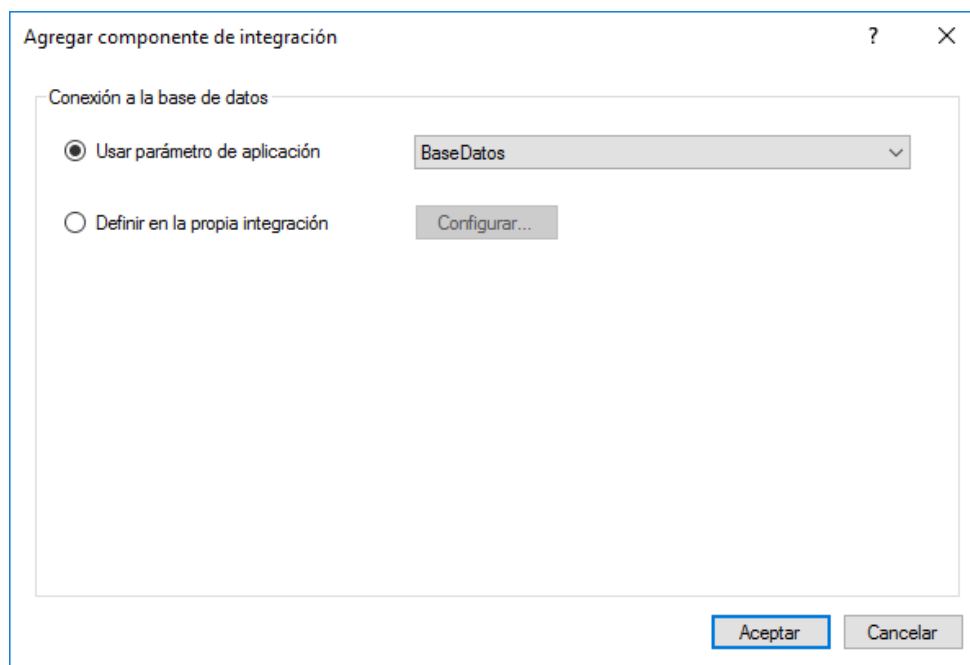 Agregar componente de integración ?
Conexión a la base de datos
Usar parámetro de aplicación BaseDatos
Definir en la propia integración Configurar...
Aceptar Cancelar